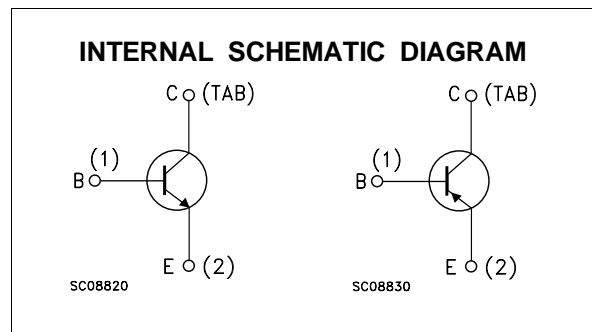 INTERNAL SCHEMATIC DIAGRAM
C (TAB)
C (TAB)
(1)
(1)
B
B
E (2)
E (2)
SC08820
SC08830